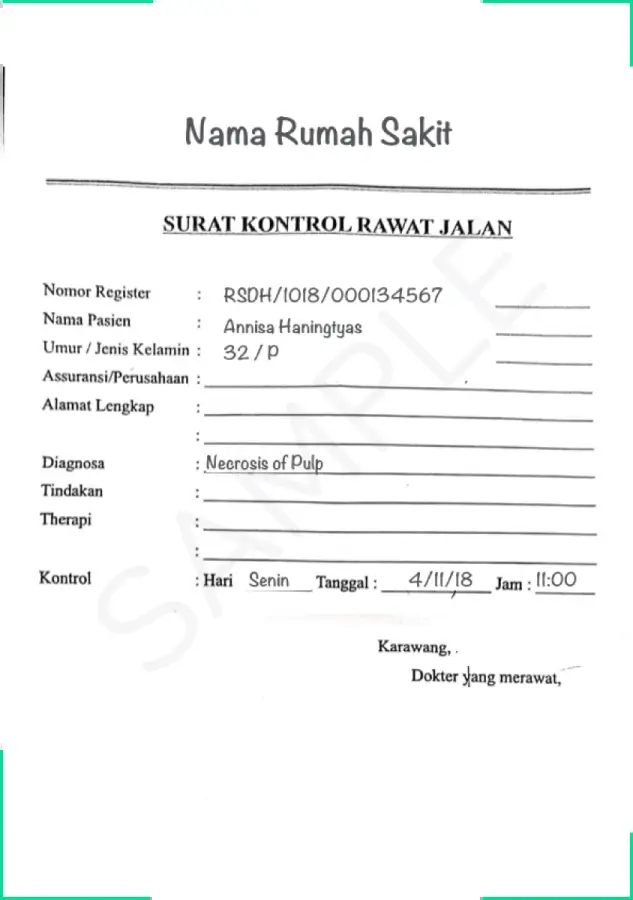 Nama Rumah Sakit
SURAT KONTROL RAWAT JALAN
Nomor Register : RSDH/1018/000134567
Nama Pasien : Annisa Haningtyas
Umur / Jenis Kelamin : 32 / P
Assuransi/Perusahaan :
Alamat Lengkap :
:
Diagnosa : Necrosis of Pulp
Tindakan :
Therapi :
:
Kontrol : Hari Senin Tanggal : 4/11/18 Jam : 11:00
Karawang, .
Dokter yang merawat,
SAMPLE